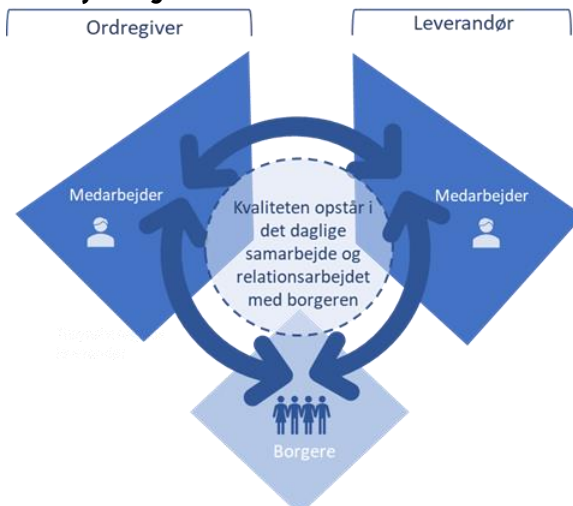 Ordregiver
Leverandør
Medarbejder
Medarbejder
Kvaliteten opstår i
det daglige
samarbejde og
relationsarbejdet
med borgeren
Borgere